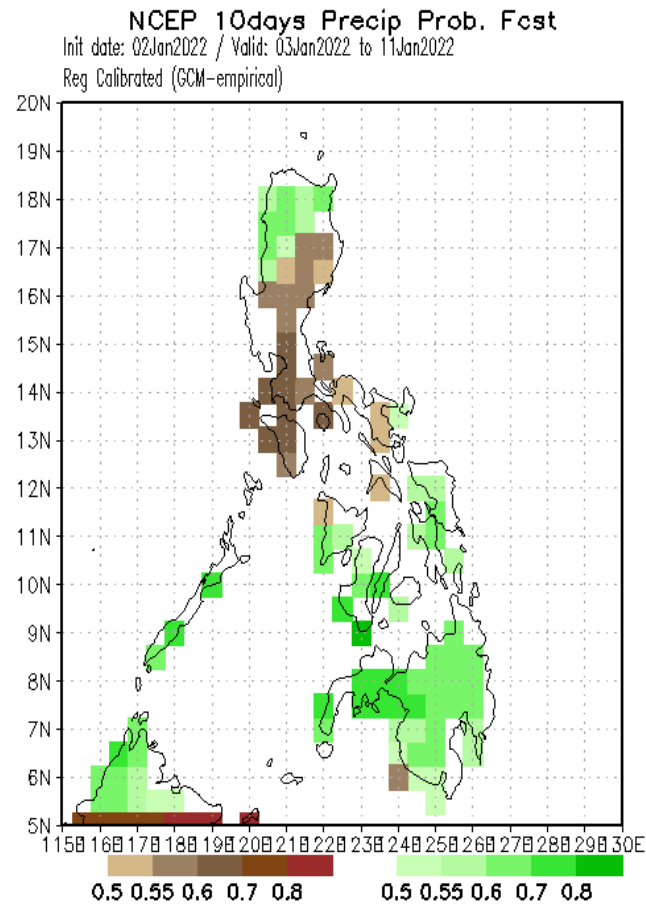 NCEP 10days Precip Prob. Fcst
Init date: 02Jan2022 / Valid: 03Jan2022 to 11Jan2022
Reg Calibrated (GCM-empirical)
20N
19N
18N
17N
16N
15N
14N
13N
12N
11N
10N
9N
8N
7N
6N
5N
115E 116E 117E 118E 119E 120E 121E 122E 123E 124E 125E 126E 127E 128E 129E 130E
0.5 0.55 0.6 0.7 0.8 0.5 0.55 0.6 0.7 0.8